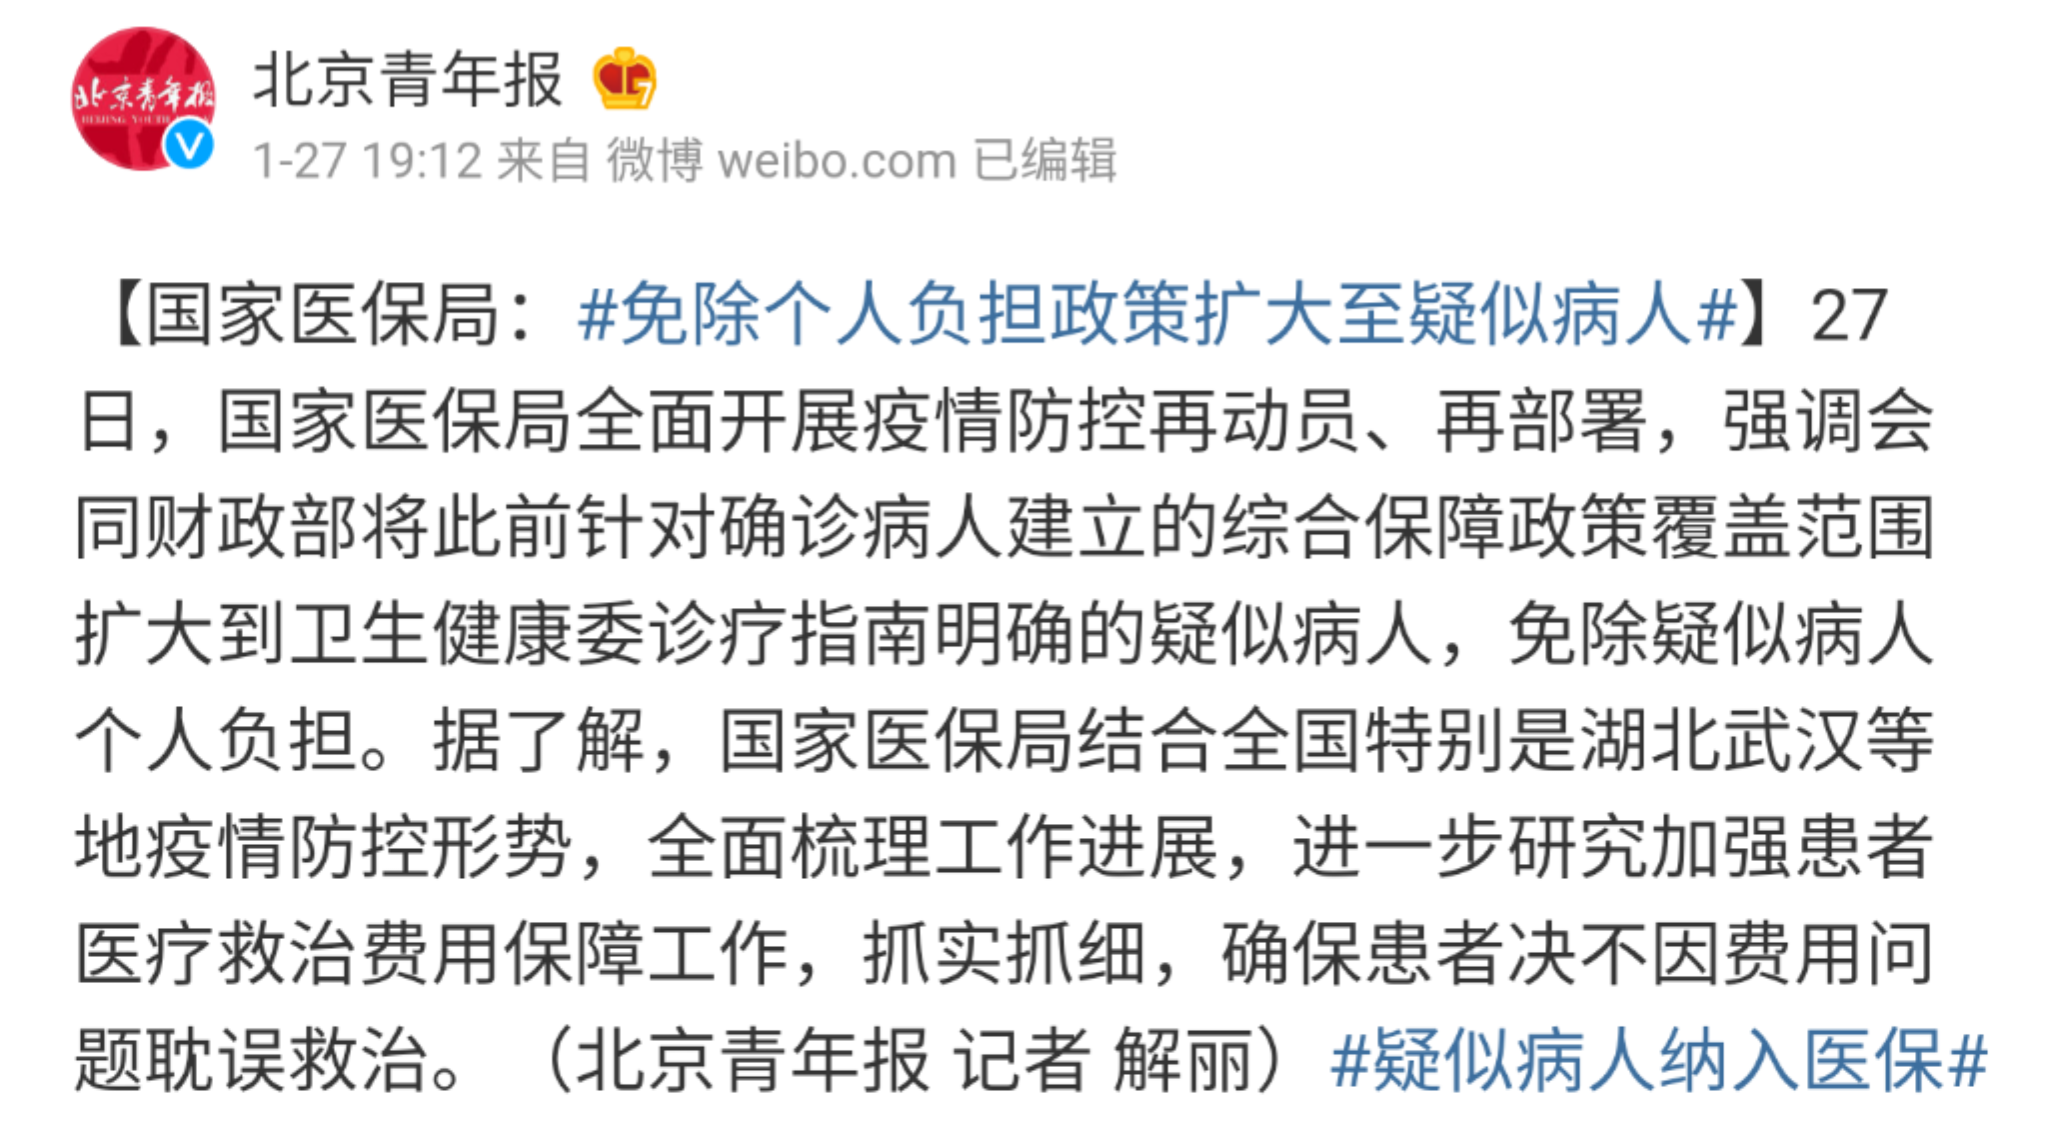 北京青年报
BEIJING YOUTH
北京青年报 7
1-27 19:12 来自 微博 weibo.com 已编辑
【国家医保局：#免除个人负担政策扩大至疑似病人#】27
日，国家医保局全面开展疫情防控再动员、再部署，强调会
同财政部将此前针对确诊病人建立的综合保障政策覆盖范围
扩大到卫生健康委诊疗指南明确的疑似病人，免除疑似病人
个人负担。据了解，国家医保局结合全国特别是湖北武汉等
地疫情防控形势，全面梳理工作进展，进一步研究加强患者
医疗救治费用保障工作，抓实抓细，确保患者决不因费用问
题耽误救治。（北京青年报 记者 解丽）#疑似病人纳入医保#